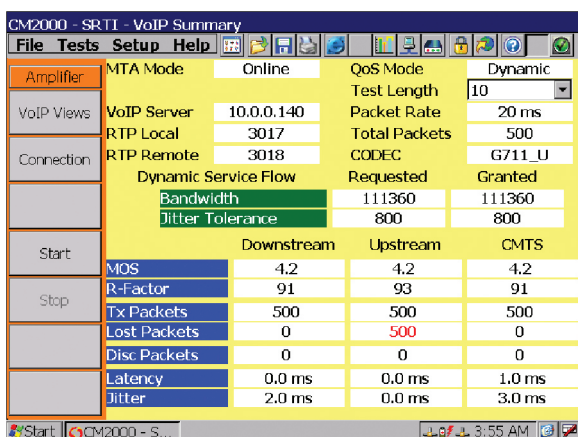 CM2000 - SRTI - VoIP Summary
File Tests Setup Help
Amplifier MTA Mode Online QoS Mode Dynamic
Test Length 10
VoIP Views VoIP Server 10.0.0.140 Packet Rate 20 ms
RTP Local 3017 Total Packets 500
Connection RTP Remote 3018 CODEC G711_U
Dynamic Service Flow Requested Granted
Bandwidth 111360 111360
Jitter Tolerance 800 800
Start Downstream Upstream CMTS
MOS 4.2 4.2 4.2
Stop R-Factor 91 93 91
Tx Packets 500 500 500
Lost Packets 0 500 0
Disc Packets 0 0 0
Latency 0.0 ms 0.0 ms 1.0 ms
Jitter 2.0 ms 0.0 ms 3.0 ms
Start CM2000 - S... 3:55 AM